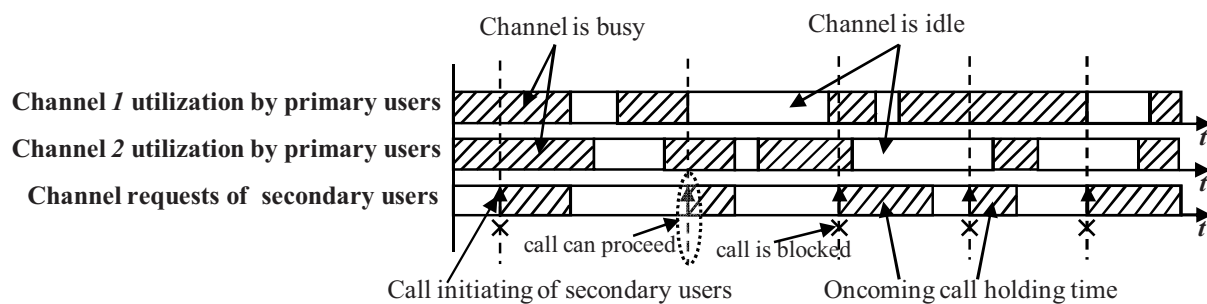 Channel is busy
Channel is idle
Channel 1 utilization by primary users
t
Channel 2 utilization by primary users
t
Channel requests of secondary users
t
call can proceed
call is blocked
Call initiating of secondary users
Oncoming call holding time